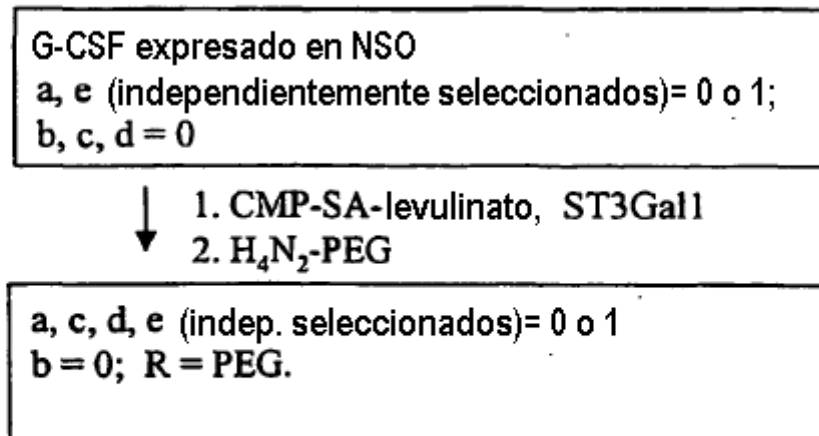 G-CSF expresado en NSO
a, e (independientemente seleccionados)= 0 o 1;
b, c, d = 0
1. CMP-SA-levulinato, ST3Gal1
2. H₄N₂-PEG
a, c, d, e (indep. seleccionados)= 0 o 1
b = 0; R = PEG.